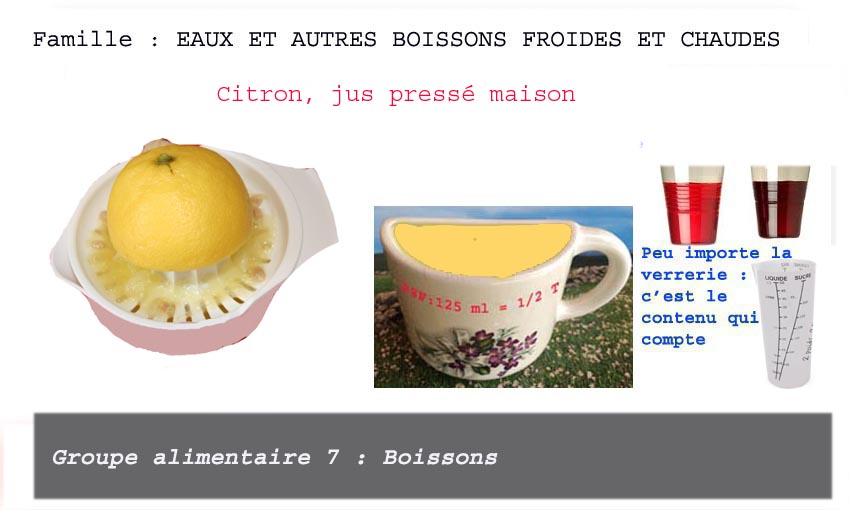 Famille : EAUX ET AUTRES BOISSONS FROIDES ET CHAUDES
Citron, jus pressé maison
:125 ml = 1/2 T
Peu importe la
verrerie :
c’est le
contenu qui
compte
LIQUIDE SUCRE
Groupe alimentaire 7 : Boissons